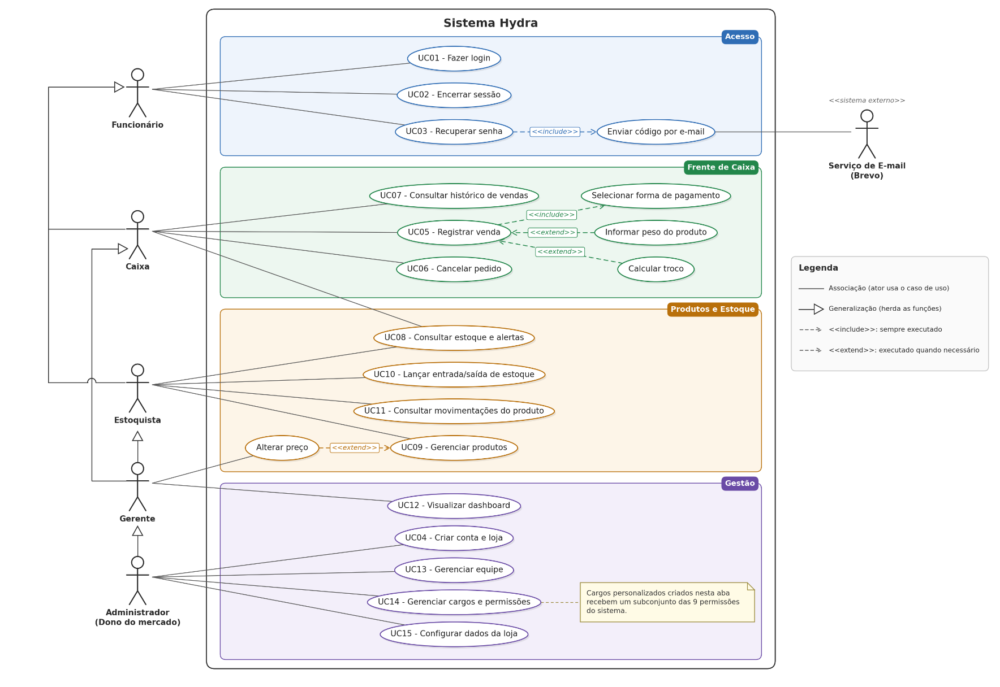 Sistema Hydra
Acesso
UC01 - Fazer login
UC02 - Encerrar sessão
UC03 - Recuperar senha
<<include>>
Enviar código por e-mail
Funcionário
<<sistema externo>>
Serviço de E-mail
(Brevo)
Frente de Caixa
UC07 - Consultar histórico de vendas
Selecionar forma de pagamento
<<include>>
UC05 - Registrar venda
<<extend>>
Informar peso do produto
<<extend>>
UC06 - Cancelar pedido
Calcular troco
Caixa
Legenda
Associação (ator usa o caso de uso)
Generalização (herda as funções)
<<include>>: sempre executado
<<extend>>: executado quando necessário
Produtos e Estoque
UC08 - Consultar estoque e alertas
UC10 - Lançar entrada/saída de estoque
UC11 - Consultar movimentações do produto
Estoquista
Alterar preço
<<extend>>
UC09 - Gerenciar produtos
Gestão
UC12 - Visualizar dashboard
Gerente
UC04 - Criar conta e loja
UC13 - Gerenciar equipe
UC14 - Gerenciar cargos e permissões
Cargos personalizados criados nesta aba
recebem um subconjunto das 9 permissões
do sistema.
UC15 - Configurar dados da loja
Administrador
(Dono do mercado)